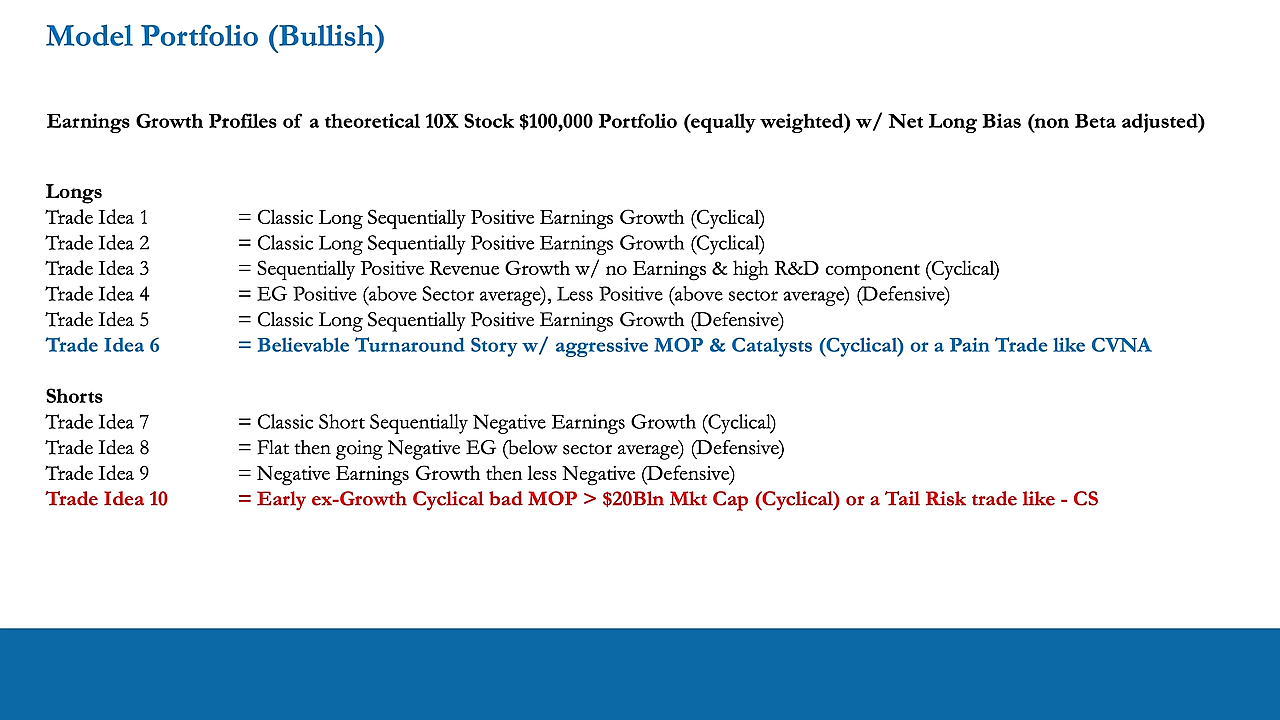 Model Portfolio (Bullish)
Earnings Growth Profiles of a theoretical 10X Stock $100,000 Portfolio (equally weighted) w/ Net Long Bias (non Beta adjusted)
Longs
Trade Idea 1 = Classic Long Sequentially Positive Earnings Growth (Cyclical)
Trade Idea 2 = Classic Long Sequentially Positive Earnings Growth (Cyclical)
Trade Idea 3 = Sequentially Positive Revenue Growth w/ no Earnings & high R&D component (Cyclical)
Trade Idea 4 = EG Positive (above Sector average), Less Positive (above sector average) (Defensive)
Trade Idea 5 = Classic Long Sequentially Positive Earnings Growth (Defensive)
Trade Idea 6 = Believable Turnaround Story w/ aggressive MOP & Catalysts (Cyclical) or a Pain Trade like CVNA
Shorts
Trade Idea 7 = Classic Short Sequentially Negative Earnings Growth (Cyclical)
Trade Idea 8 = Flat then going Negative EG (below sector average) (Defensive)
Trade Idea 9 = Negative Earnings Growth then less Negative (Defensive)
Trade Idea 10 = Early ex-Growth Cyclical bad MOP > $20Bln Mkt Cap (Cyclical) or a Tail Risk trade like - CS